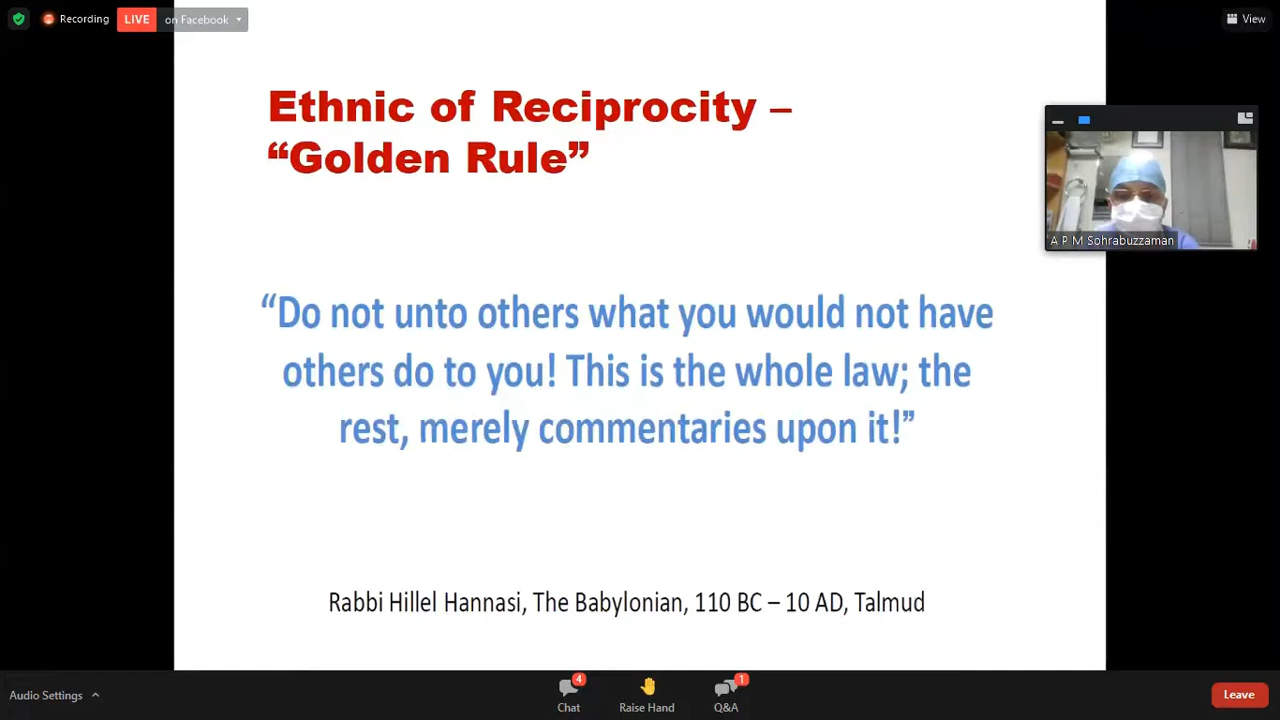 Recording LIVE on Facebook
View
Ethnic of Reciprocity –
“Golden Rule”
A P M Sohrabuzzaman
“Do not unto others what you would not have
others do to you! This is the whole law; the
rest, merely commentaries upon it!”
Rabbi Hillel Hannasi, The Babylonian, 110 BC – 10 AD, Talmud
Audio Settings
4
Chat
Raise Hand
1
Q&A
Leave